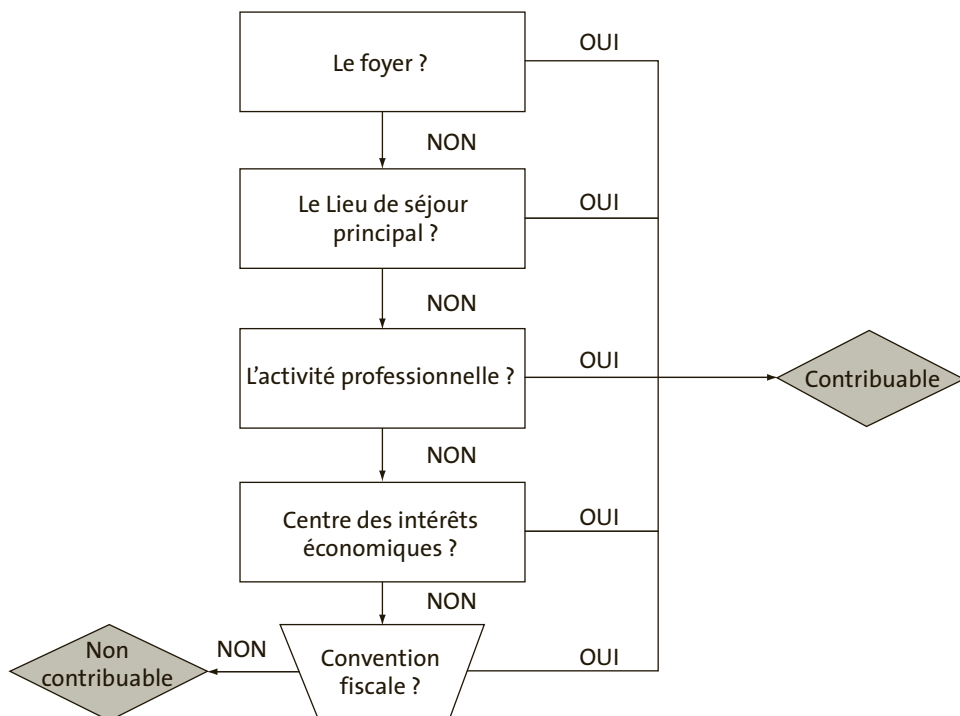 Le foyer ?
OUI
NON
Le Lieu de séjour
principal ?
OUI
NON
L'activité professionnelle ?
OUI
Contribuable
NON
Centre des intérêts
économiques ?
OUI
NON
Non
contribuable
NON
Convention
fiscale ?
OUI